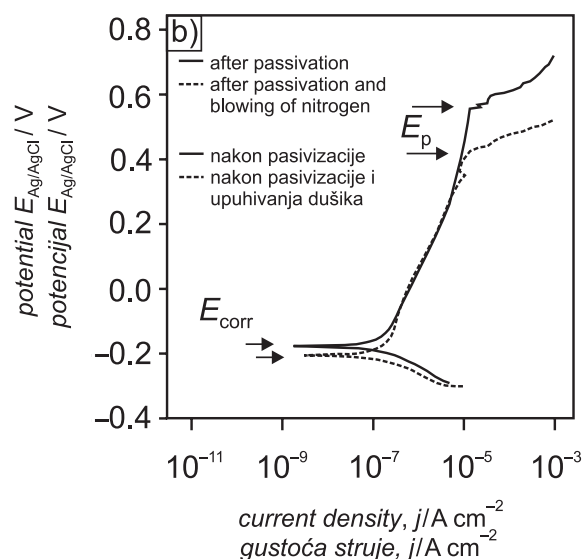 b)
after passivation
after passivation and
blowing of nitrogen
nakon pasivizacije
nakon pasivizacije i
upuhivanja dušika
E_p
E_corr
potential E_Ag/AgCl / V
potencijal E_Ag/AgCl / V
0.8
0.6
0.4
0.2
0.0
−0.2
−0.4
10⁻¹¹ 10⁻⁹ 10⁻⁷ 10⁻⁵ 10⁻³
current density, j/A cm⁻²
gustoća struje, j/A cm⁻²